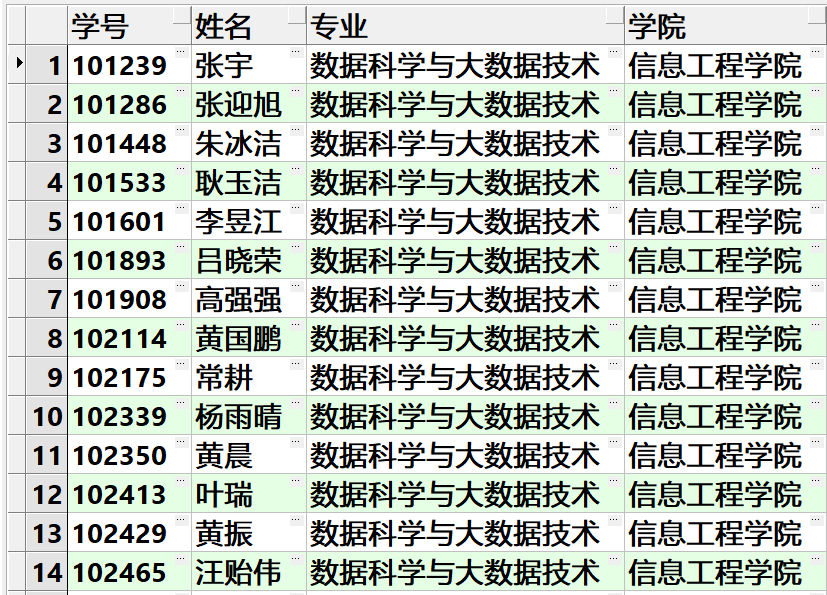 学号 姓名 专业 学院
1 101239 张宇 数据科学与大数据技术 信息工程学院
2 101286 张迎旭 数据科学与大数据技术 信息工程学院
3 101448 朱冰洁 数据科学与大数据技术 信息工程学院
4 101533 耿玉洁 数据科学与大数据技术 信息工程学院
5 101601 李昱江 数据科学与大数据技术 信息工程学院
6 101893 吕晓荣 数据科学与大数据技术 信息工程学院
7 101908 高强强 数据科学与大数据技术 信息工程学院
8 102114 黄国鹏 数据科学与大数据技术 信息工程学院
9 102175 常耕 数据科学与大数据技术 信息工程学院
10 102339 杨雨晴 数据科学与大数据技术 信息工程学院
11 102350 黄晨 数据科学与大数据技术 信息工程学院
12 102413 叶瑞 数据科学与大数据技术 信息工程学院
13 102429 黄振 数据科学与大数据技术 信息工程学院
14 102465 汪贻伟 数据科学与大数据技术 信息工程学院